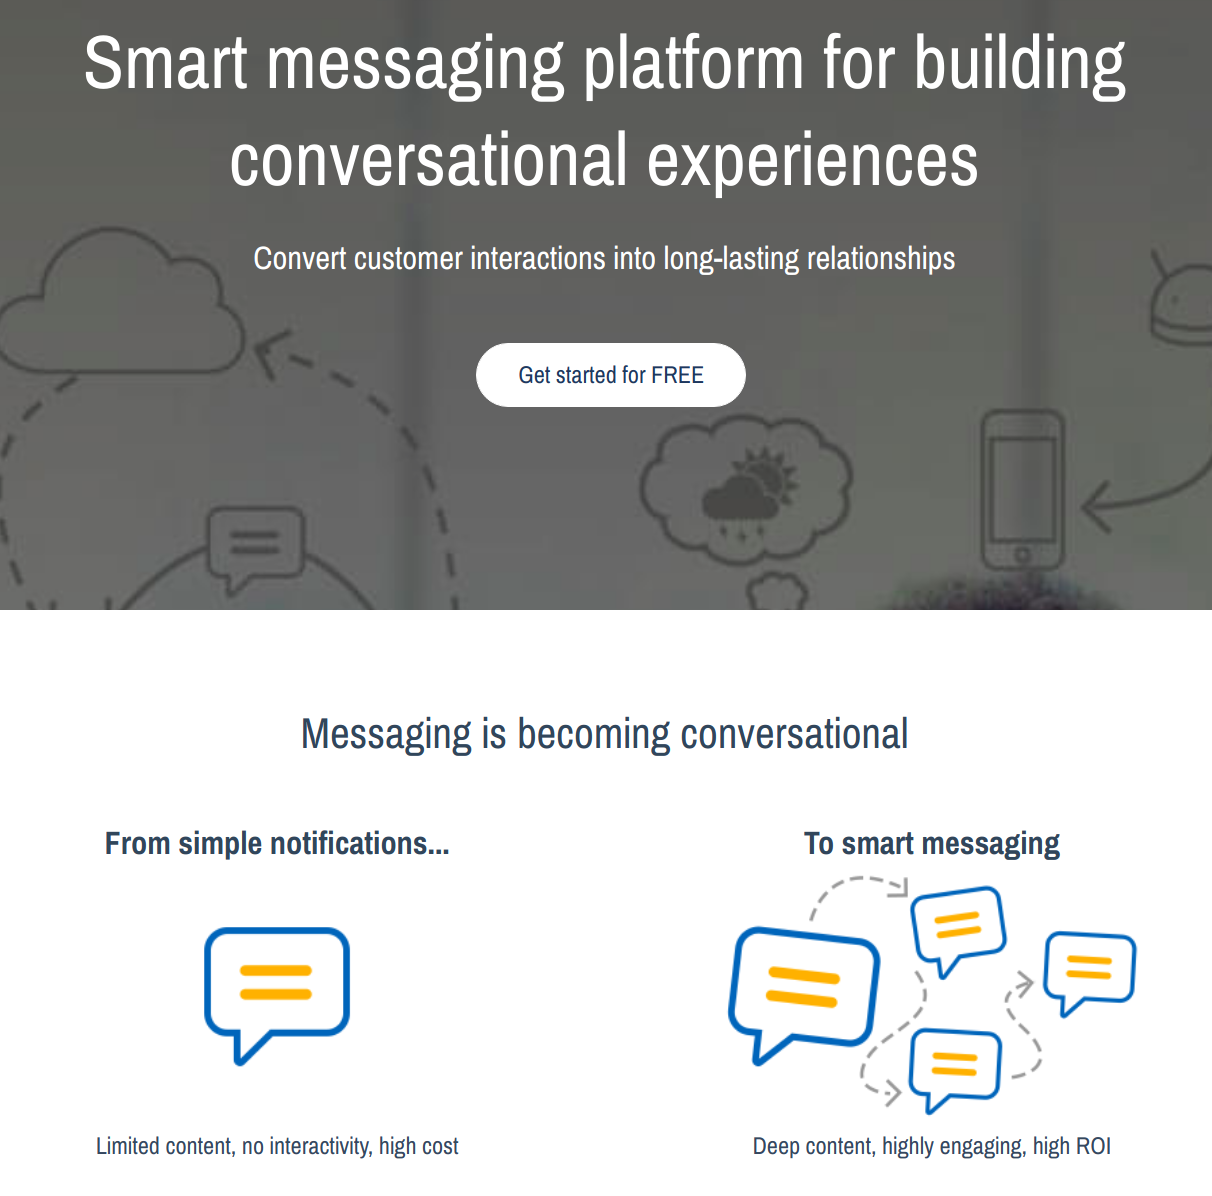 Smart messaging platform for building
conversational experiences
Convert customer interactions into long-lasting relationships
Get started for FREE
Messaging is becoming conversational
From simple notifications...
To smart messaging
Limited content, no interactivity, high cost
Deep content, highly engaging, high ROI